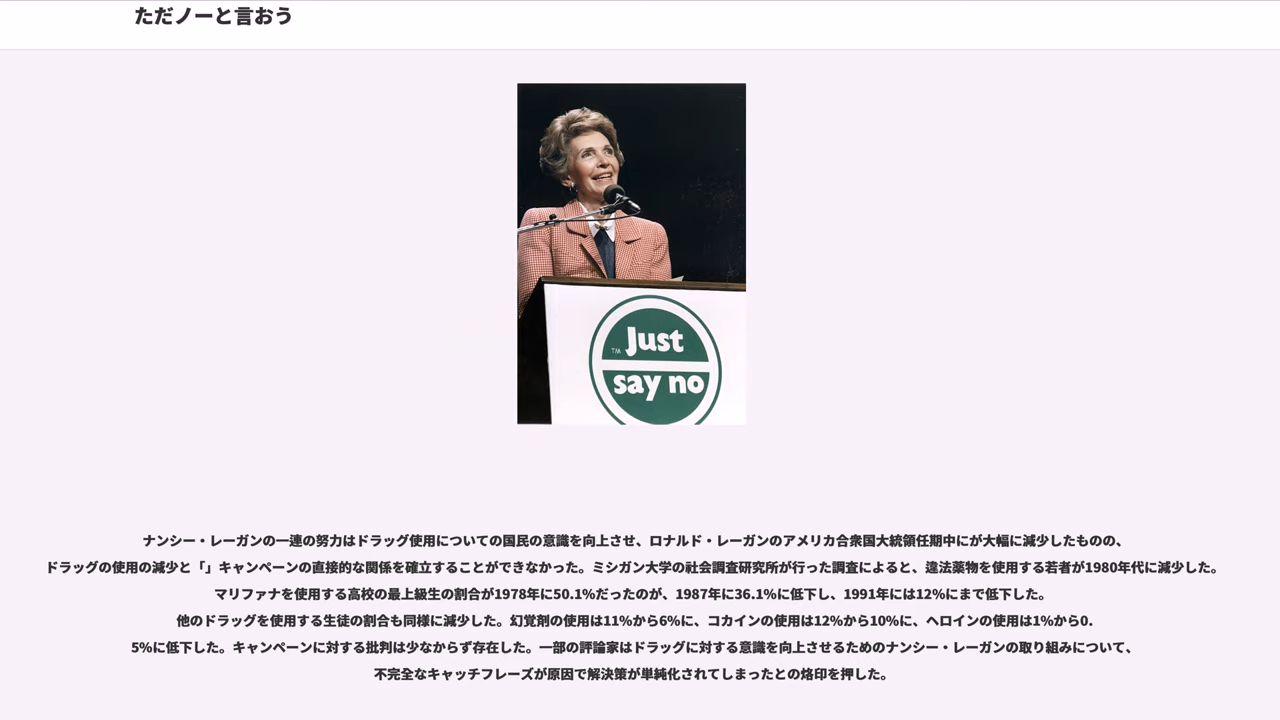 ただノーと言おう
Just
TM
say no
ナンシー・レーガンの一連の努力はドラッグ使用についての国民の意識を向上させ、ロナルド・レーガンのアメリカ合衆国大統領任期中にが大幅に減少したものの、
ドラッグの使用の減少と「」キャンペーンの直接的な関係を確立することができなかった。ミシガン大学の社会調査研究所が行った調査によると、違法薬物を使用する若者が1980年代に減少した。
マリファナを使用する高校の最上級生の割合が1978年に50.1%だったのが、1987年に36.1%に低下し、1991年には12%にまで低下した。
他のドラッグを使用する生徒の割合も同様に減少した。幻覚剤の使用は11%から6%に、コカインの使用は12%から10%に、ヘロインの使用は1%から0.
5%に低下した。キャンペーンに対する批判は少なからず存在した。一部の評論家はドラッグに対する意識を向上させるためのナンシー・レーガンの取り組みについて、
不完全なキャッチフレーズが原因で解決策が単純化されてしまったとの烙印を押した。